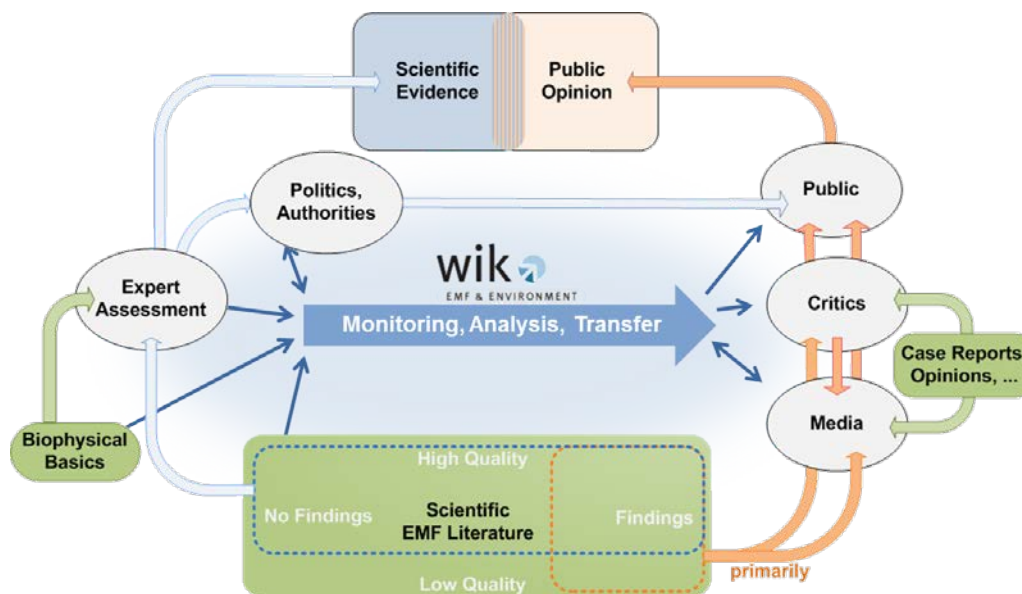 Scientific
Evidence
Public
Opinion
Politics,
Authorities
Public
wik
EMF & ENVIRONMENT
Expert
Assessment
Monitoring, Analysis, Transfer
Critics
Case Reports
Opinions, ...
Media
Biophysical
Basics
High Quality
No Findings
Scientific
EMF Literature
Findings
Low Quality
primarily